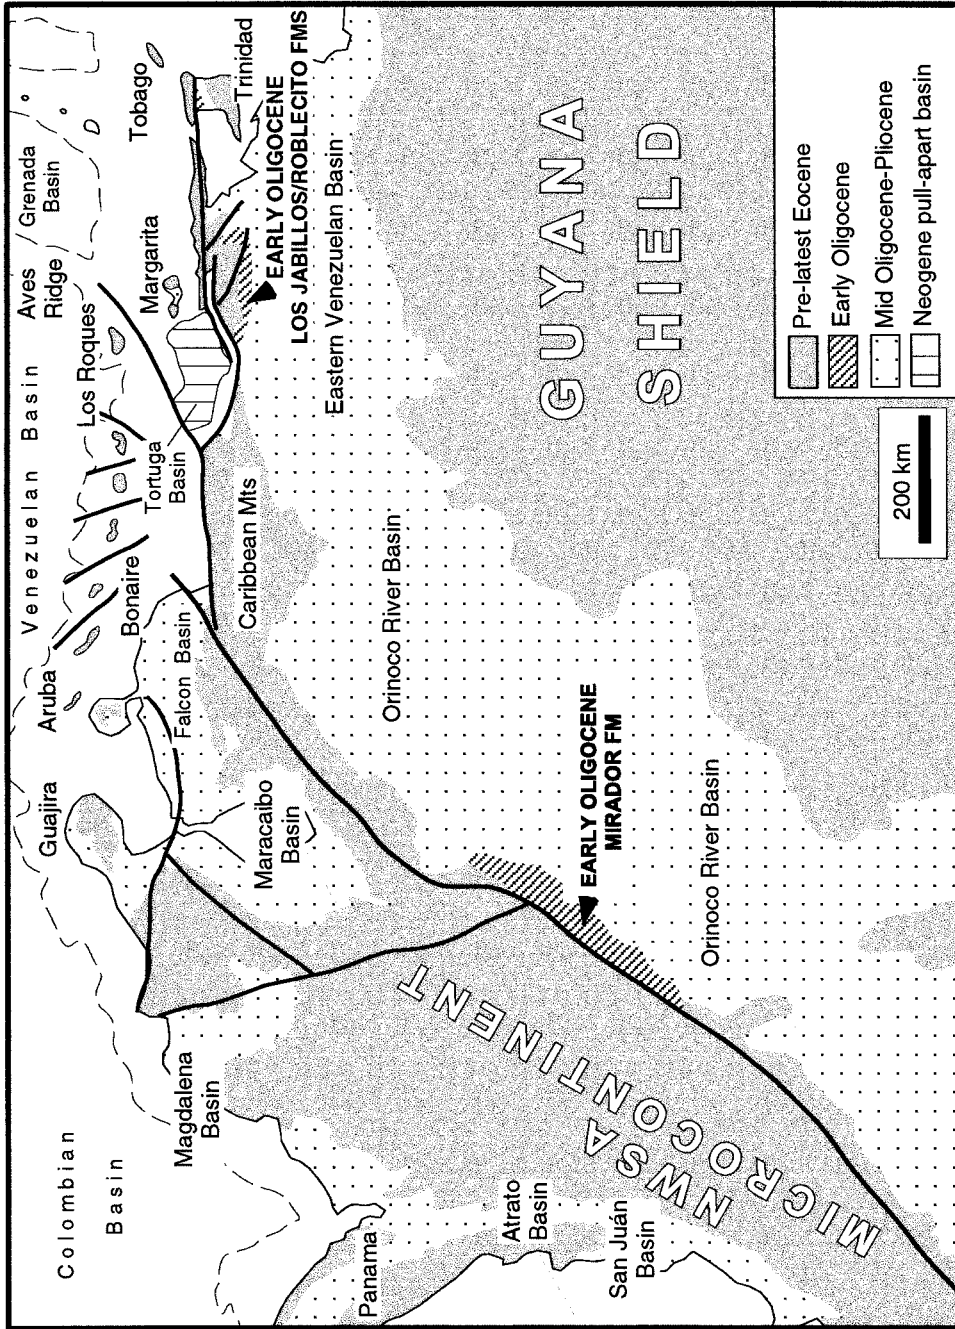 Colombian
Basin
Venezuelan Basin
Aves
Ridge
Grenada
Basin
Guajira
Aruba
Bonaire
Los Roques
Tortuga
Basin
Margarita
Tobago
Trinidad
Magdalena
Basin
Maracaibo
Basin
Falcon Basin
Caribbean Mts
EARLY OLIGOCENE
LOS JABILLOS/ROBLECITO FMS
Eastern Venezuelan Basin
Orinoco River Basin
Panama
Atrato
Basin
San Juán
Basin
NWSA
MICROCONTINENT
EARLY OLIGOCENE
MIRADOR FM
Orinoco River Basin
GUYANA
SHIELD
200 km
Pre-latest Eocene
Early Oligocene
Mid Oligocene-Pliocene
Neogene pull-apart basin